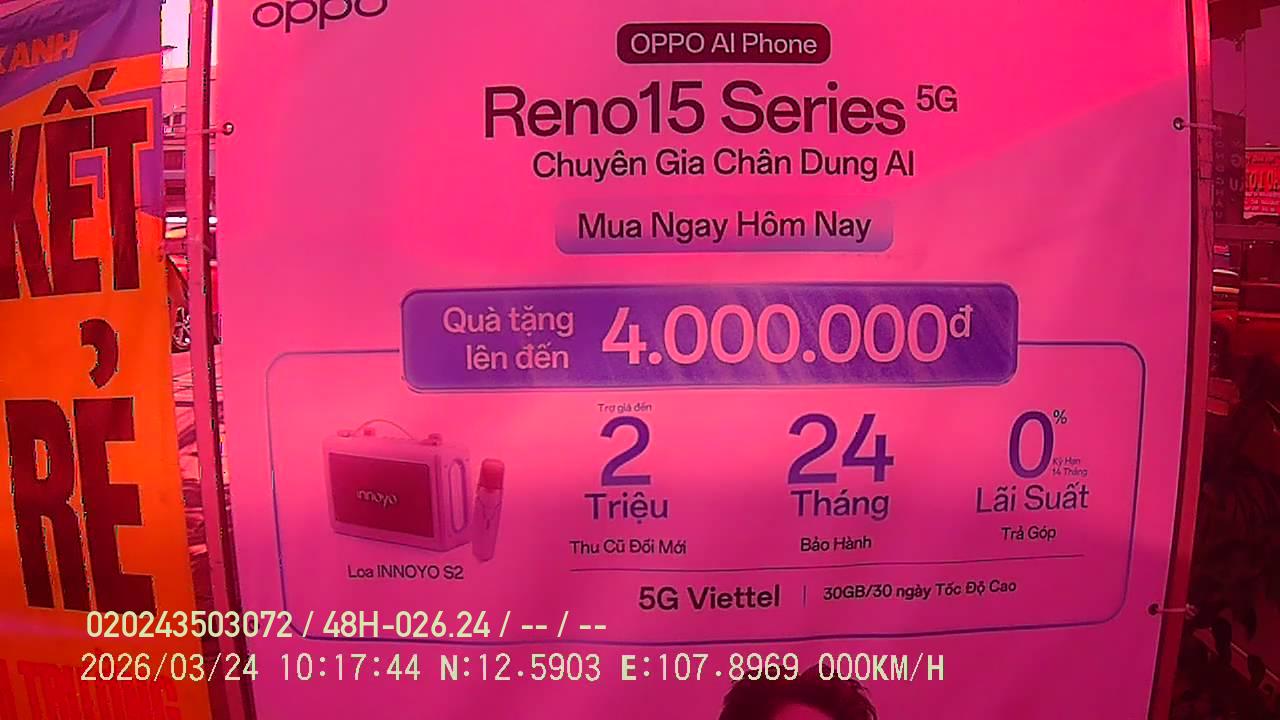 oppo
OPPO AI Phone
Reno15 Series 5G
Chuyên Gia Chân Dung AI
Mua Ngay Hôm Nay
Quà tặng
lên đến
4.000.000đ
innoyo
Loa INNOYO S2
Trợ giá đến
2
Triệu
Thu Cũ Đổi Mới
24
Tháng
Bảo Hành
0%
Kỳ Hạn
14 Tháng
Lãi Suất
Trả Góp
5G Viettel | 30GB/30 ngày Tốc Độ Cao
XANH
KẾT
RẺ
020243503072 / 48H-026.24 / -- / --
2026/03/24 10:17:44 N:12.5903 E:107.8969 000KM/H